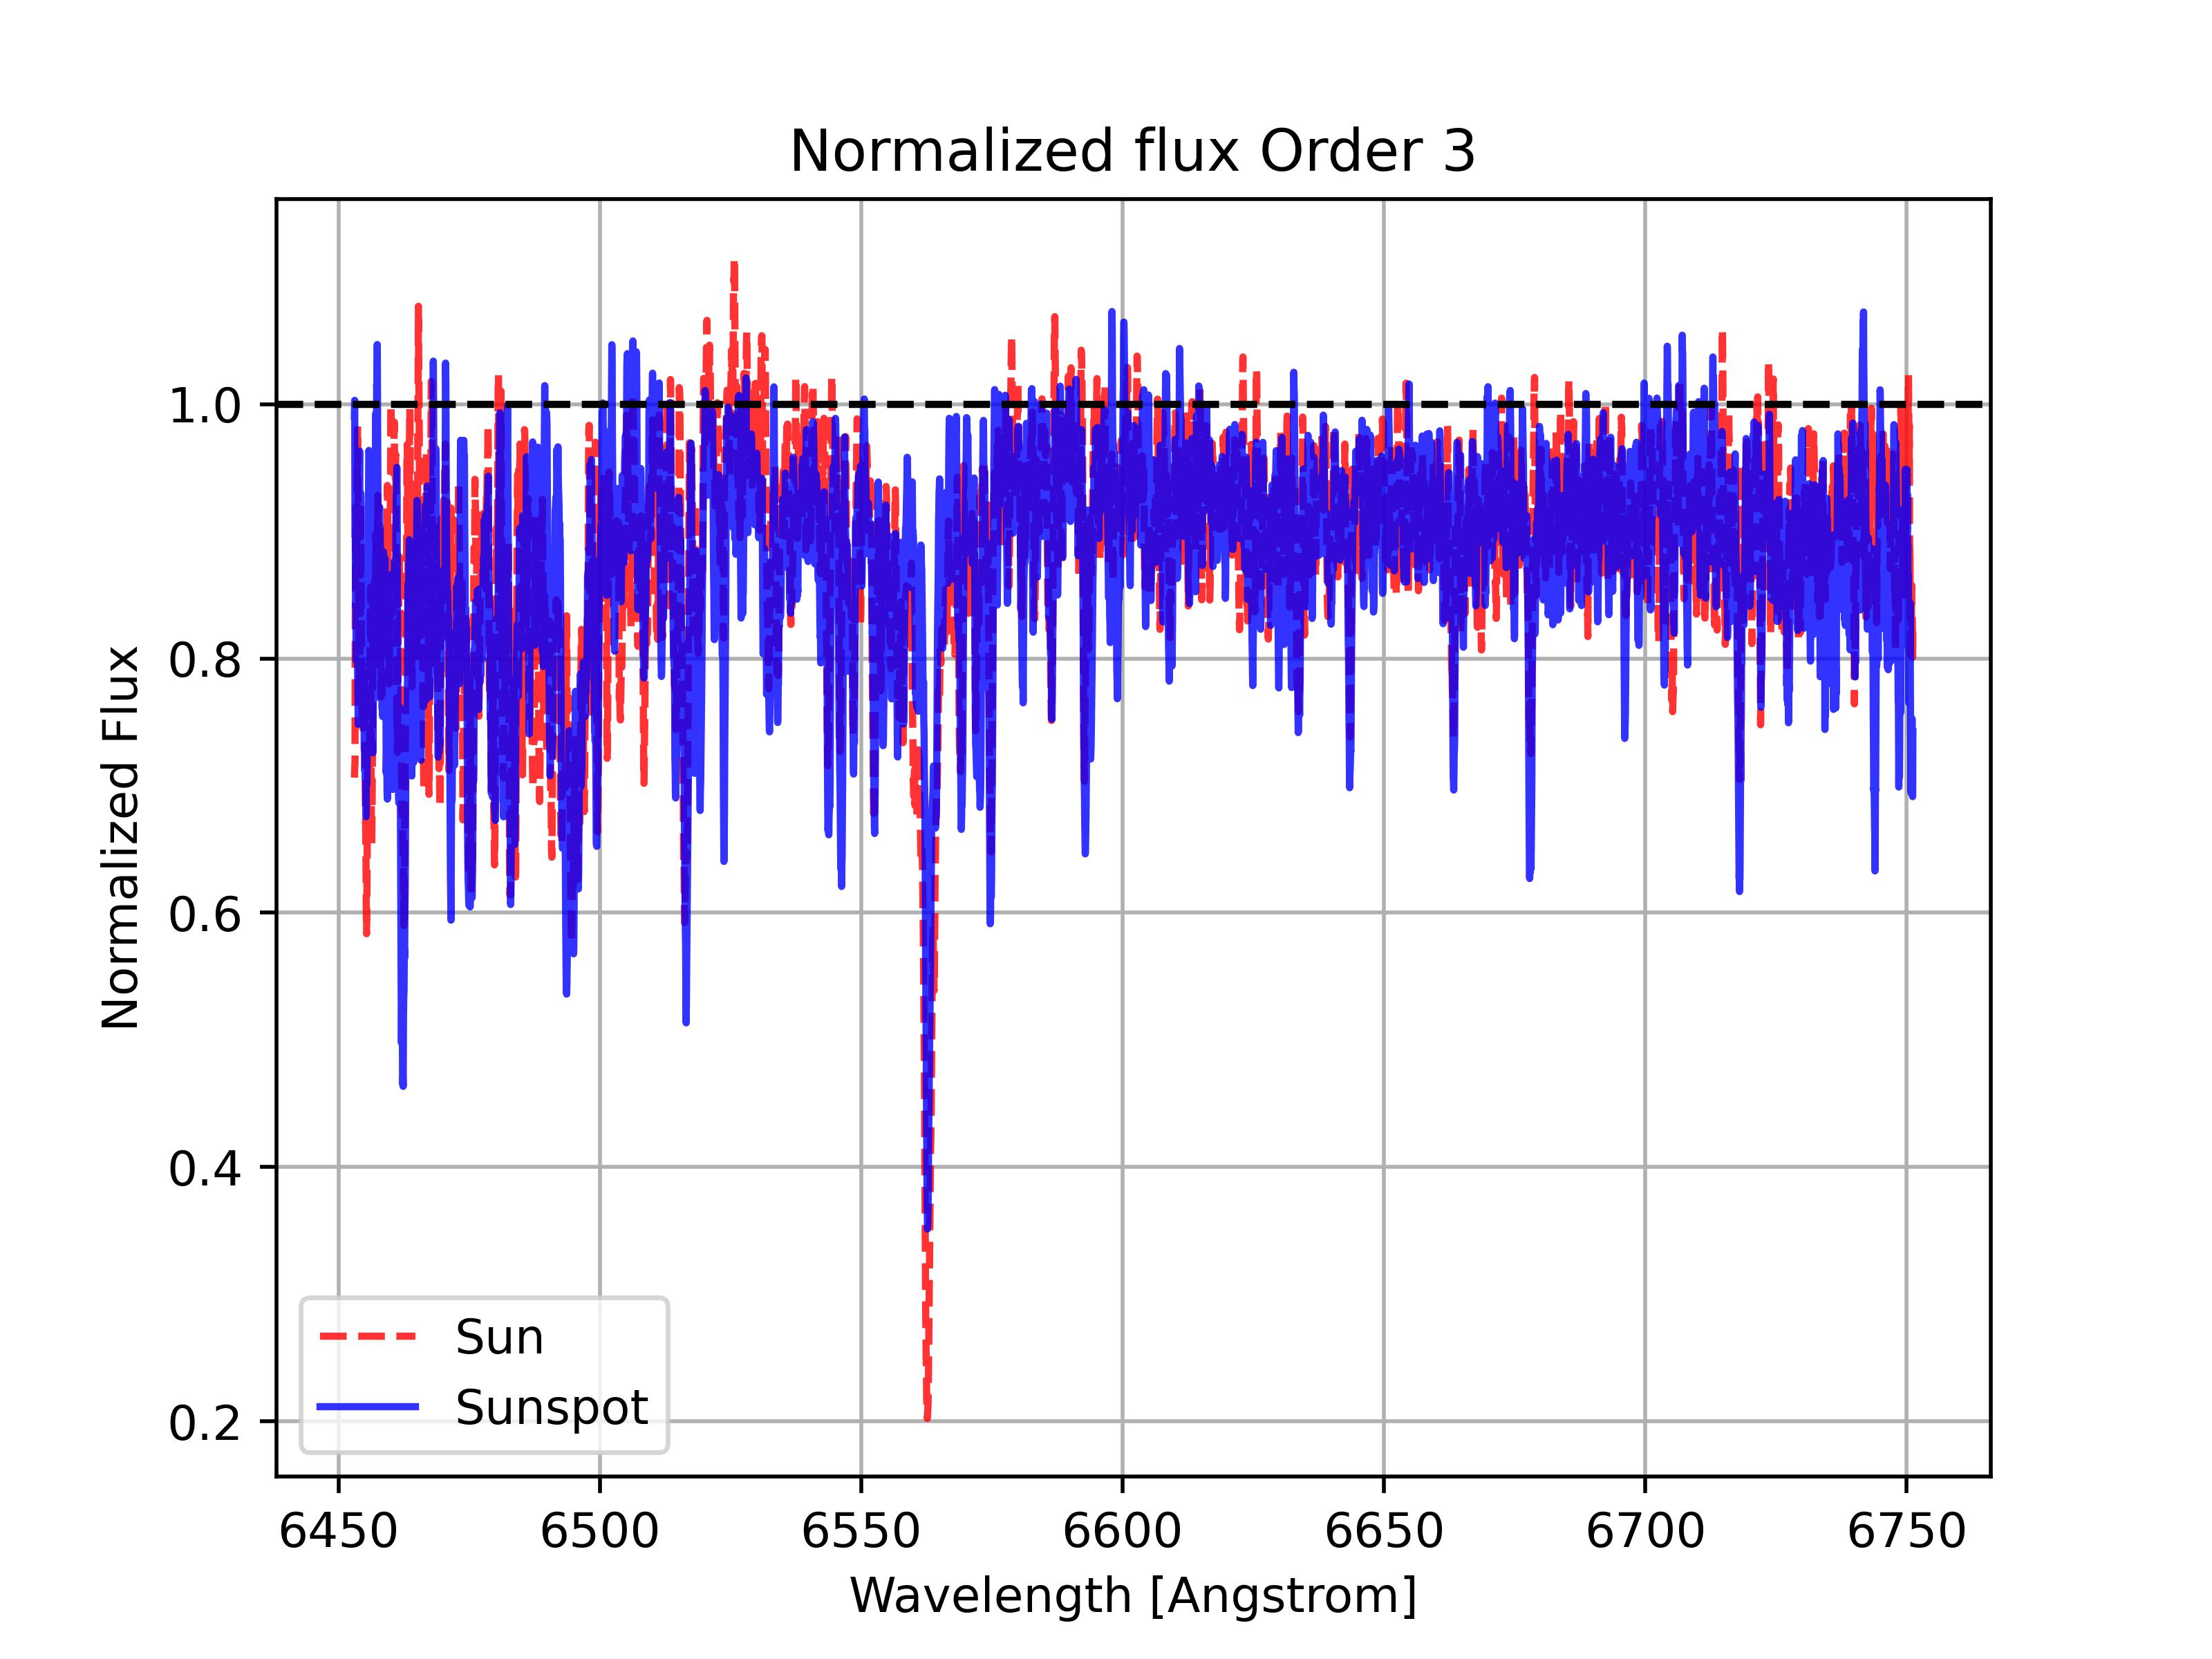 Normalized flux Order 3
Normalized Flux
1.0
0.8
0.6
0.4
0.2
Sun
Sunspot
6450 6500 6550 6600 6650 6700 6750
Wavelength [Angstrom]